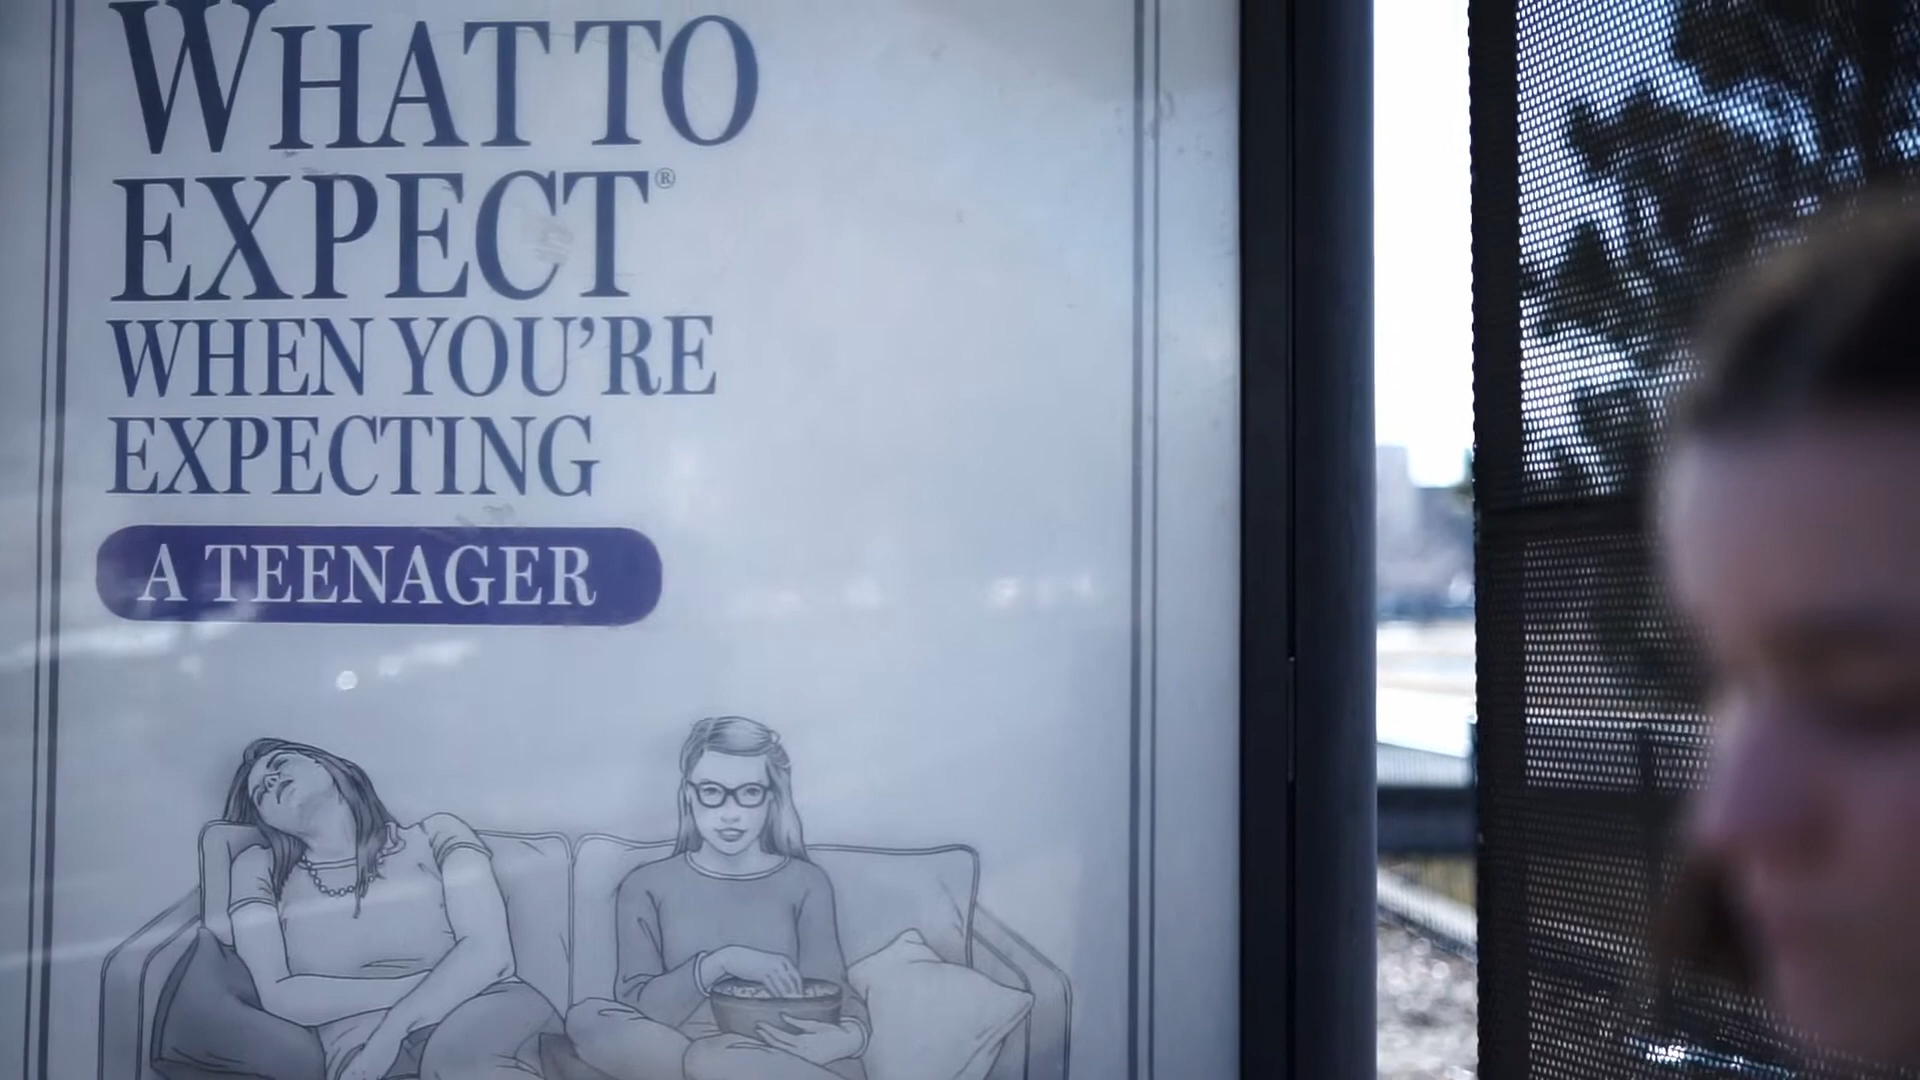 WHAT TO
EXPECT®
WHEN YOU'RE
EXPECTING
A TEENAGER